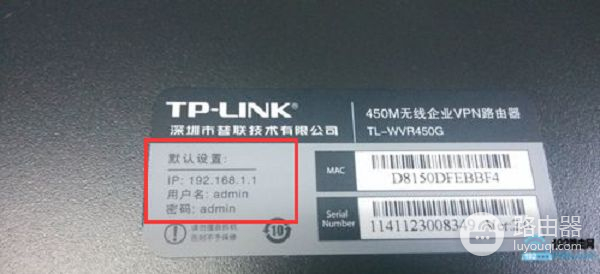 TP-LINK®
深圳市普联技术有限公司
450M无线企业VPN路由器
TL-WVR450G
默认设置:
IP: 192.168.1.1
用户名: admin
密码: admin
MAC
D8150DFEBBF4
Serial
Number
1141123008349
10
路由器
luyouqi.com